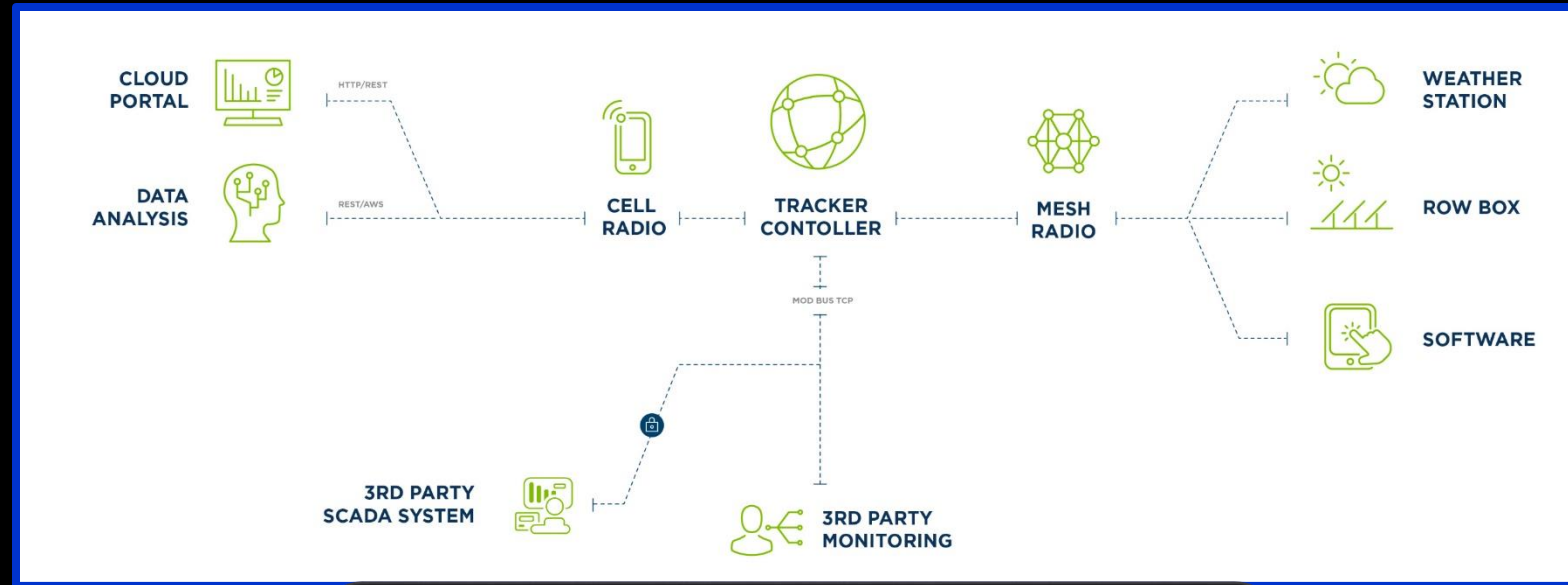 CLOUD
PORTAL
HTTP/REST
DATA
ANALYSIS
REST/AWS
CELL
RADIO
TRACKER
CONTOLLER
MESH
RADIO
WEATHER
STATION
ROW BOX
SOFTWARE
MOD BUS TCP
3RD PARTY
SCADA SYSTEM
3RD PARTY
MONITORING